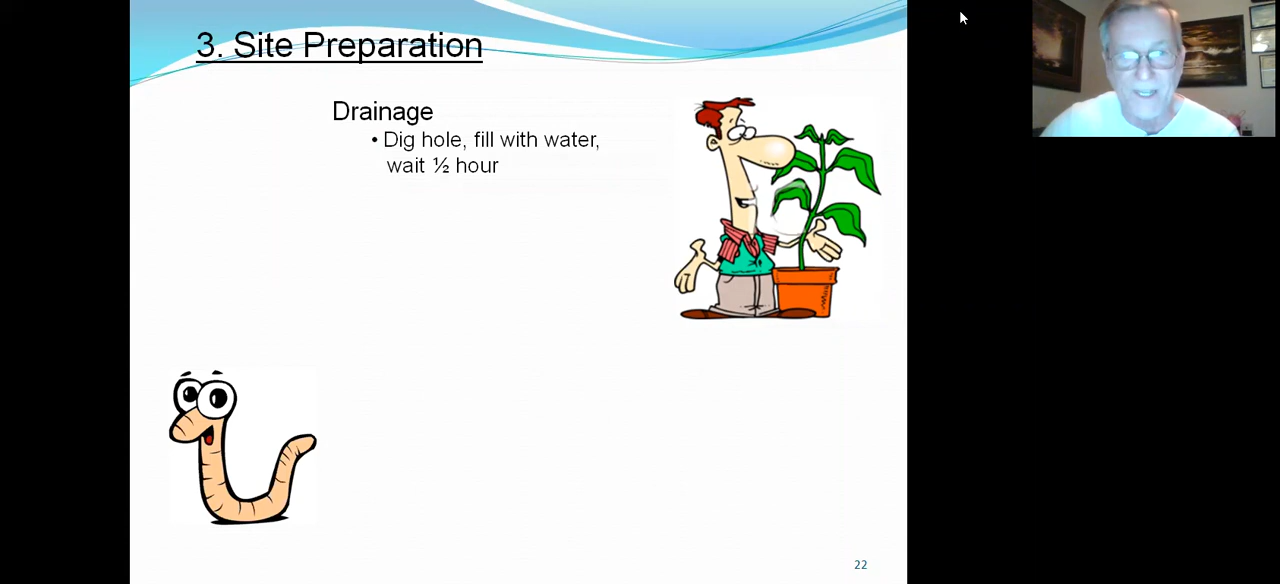 3. Site Preparation
Drainage
• Dig hole, fill with water,
wait ½ hour
22